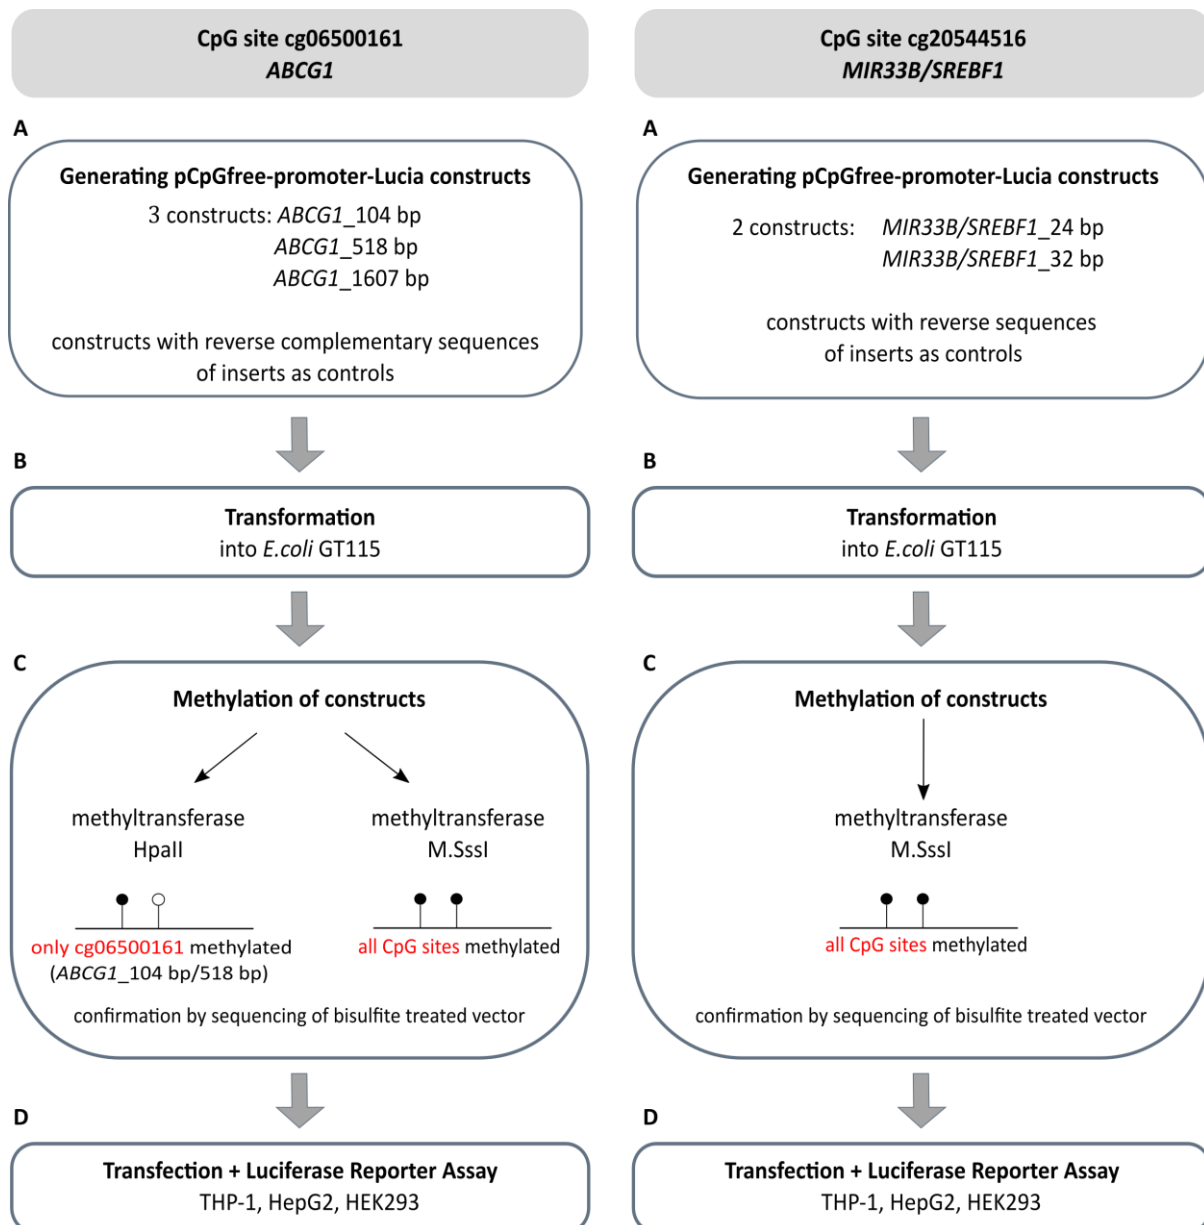 CpG site cg06500161
ABCG1
A
Generating pCpGfree-promoter-Lucia constructs
3 constructs: ABCG1_104 bp
ABCG1_518 bp
ABCG1_1607 bp
constructs with reverse complementary sequences
of inserts as controls
B
Transformation
into E.coli GT115
C
Methylation of constructs
methyltransferase
HpaII
methyltransferase
M.SssI
only cg06500161 methylated
(ABCG1_104 bp/518 bp)
all CpG sites methylated
confirmation by sequencing of bisulfite treated vector
D
Transfection + Luciferase Reporter Assay
THP-1, HepG2, HEK293
CpG site cg20544516
MIR33B/SREBF1
A
Generating pCpGfree-promoter-Lucia constructs
2 constructs: MIR33B/SREBF1_24 bp
MIR33B/SREBF1_32 bp
constructs with reverse sequences
of inserts as controls
B
Transformation
into E.coli GT115
C
Methylation of constructs
methyltransferase
M.SssI
all CpG sites methylated
confirmation by sequencing of bisulfite treated vector
D
Transfection + Luciferase Reporter Assay
THP-1, HepG2, HEK293